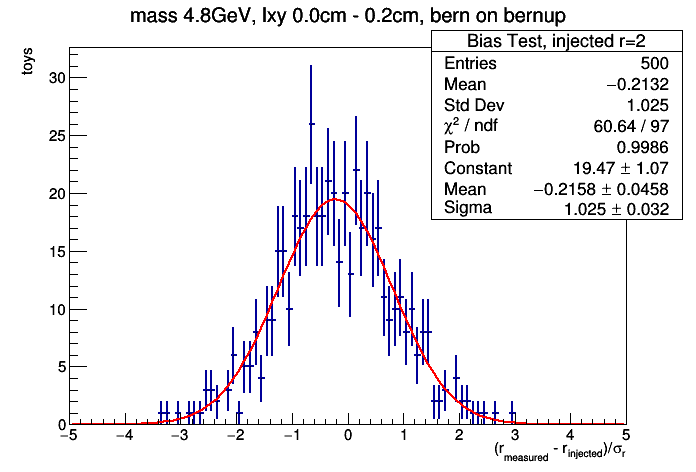 mass 4.8GeV, lxy 0.0cm - 0.2cm, bern on bernup
toys
Bias Test, injected r=2
Entries 500
Mean −0.2132
Std Dev 1.025
χ² / ndf 60.64 / 97
Prob 0.9986
Constant 19.47 ± 1.07
Mean −0.2158 ± 0.0458
Sigma 1.025 ± 0.032
30
25
20
15
10
5
0
−5 −4 −3 −2 −1 0 1 2 3 4 5
(r_measured - r_injected)/σ_r